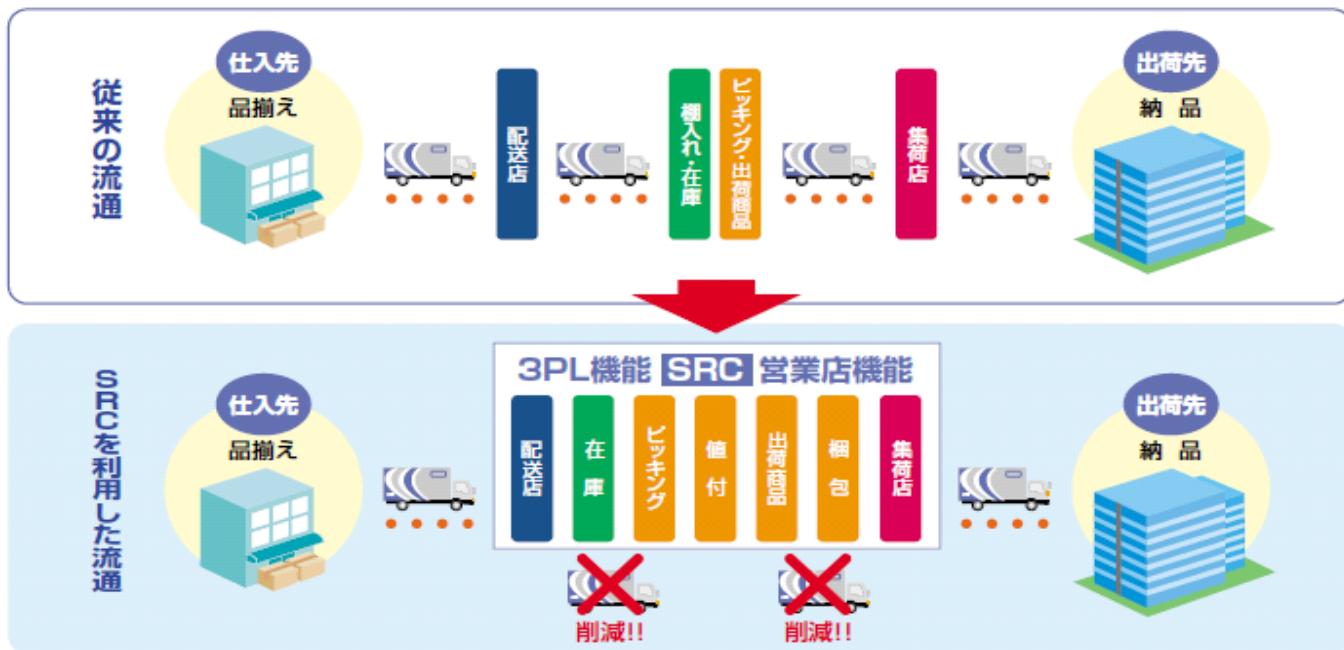 従来の流通
仕入先
品揃え
配送店
棚入れ・在庫
ピッキング・出荷商品
集荷店
出荷先
納 品
SRCを利用した流通
仕入先
品揃え
3PL機能 SRC 営業店機能
配送店
在庫
ピッキング
値付
出荷商品
梱包
集荷店
出荷先
納 品
削減!!
削減!!